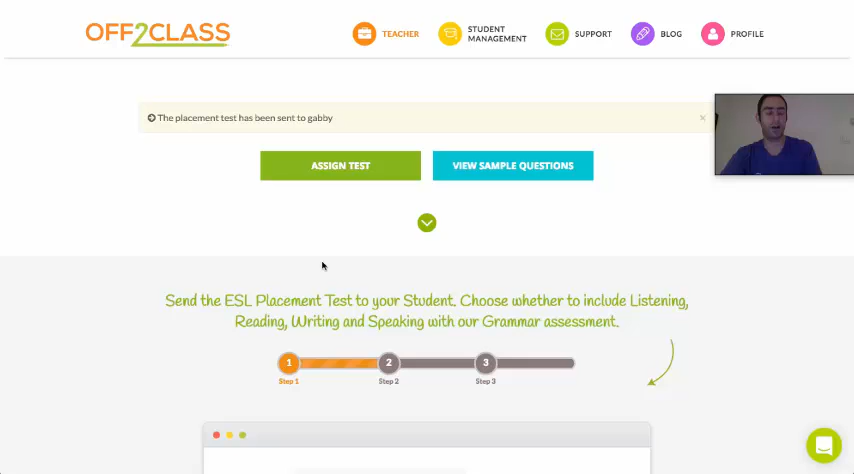 OFF2CLASS
TEACHER
STUDENT
MANAGEMENT
SUPPORT
BLOG
PROFILE
The placement test has been sent to gabby
×
ASSIGN TEST
VIEW SAMPLE QUESTIONS
Send the ESL Placement Test to your Student. Choose whether to include Listening,
Reading, Writing and Speaking with our Grammar assessment.
1
2
3
Step 1
Step 2
Step 3